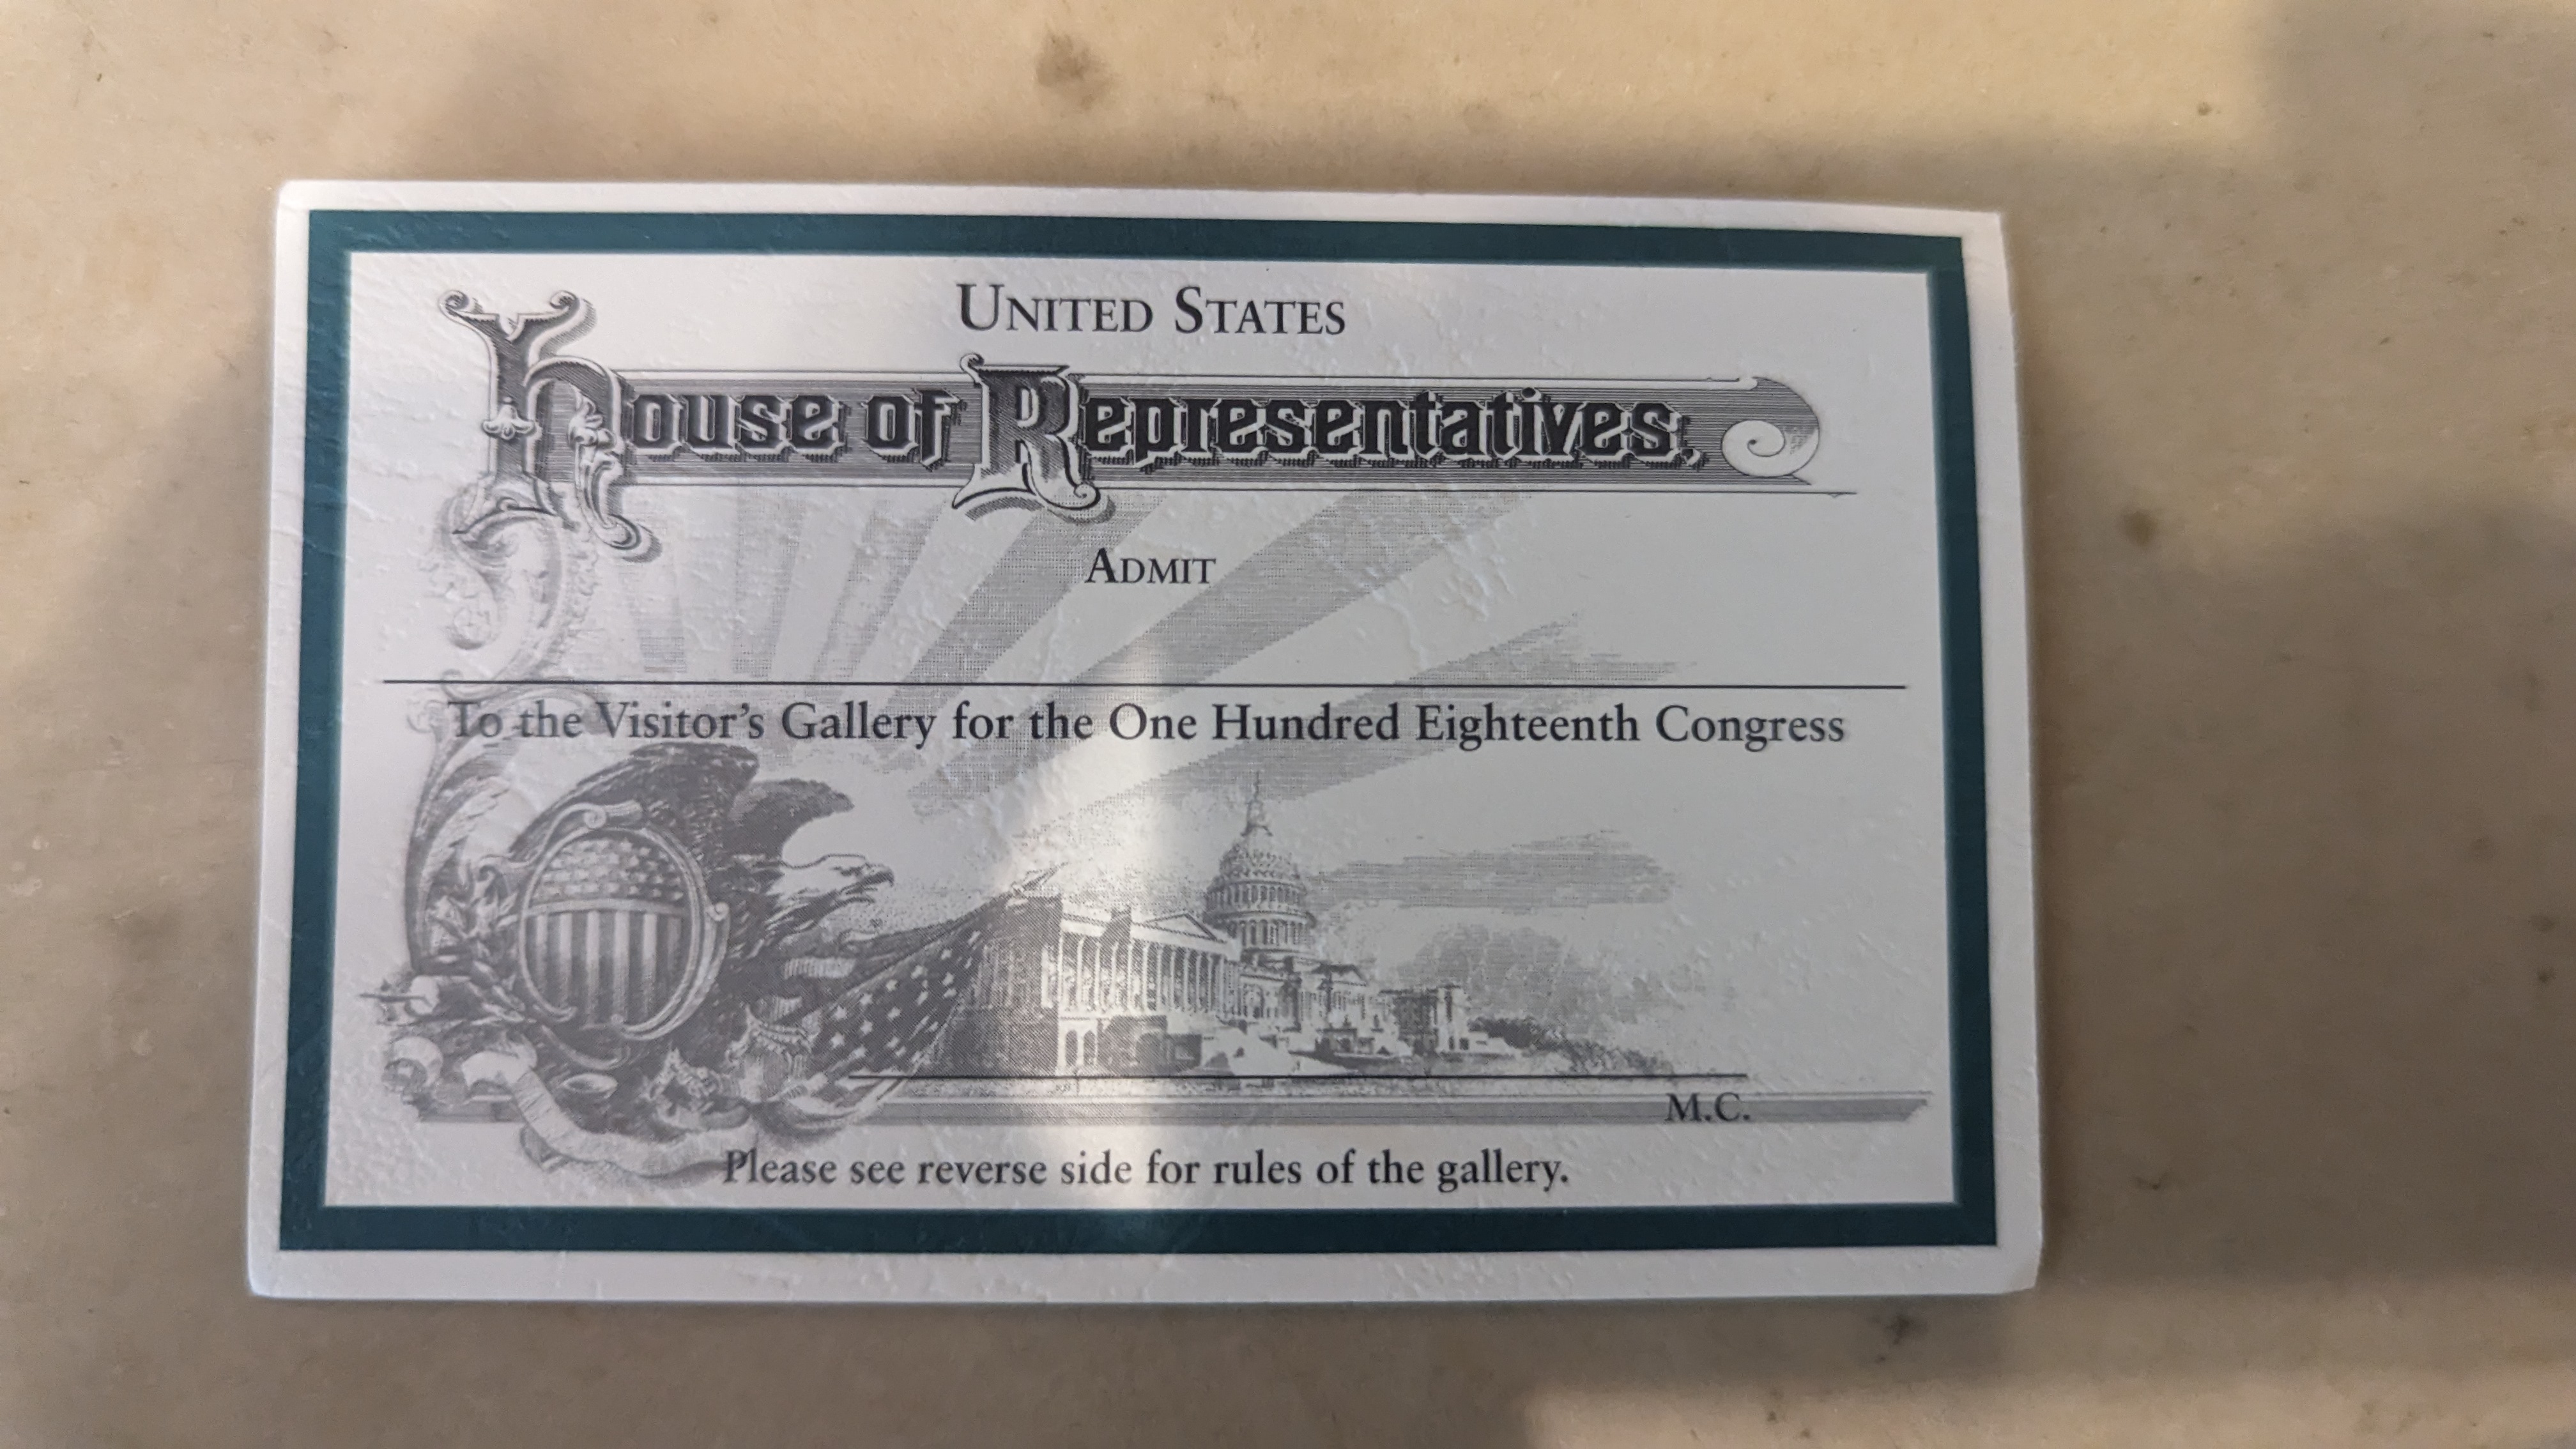 UNITED STATES
House of Representatives,
ADMIT
To the Visitor's Gallery for the One Hundred Eighteenth Congress
M.C.
Please see reverse side for rules of the gallery.